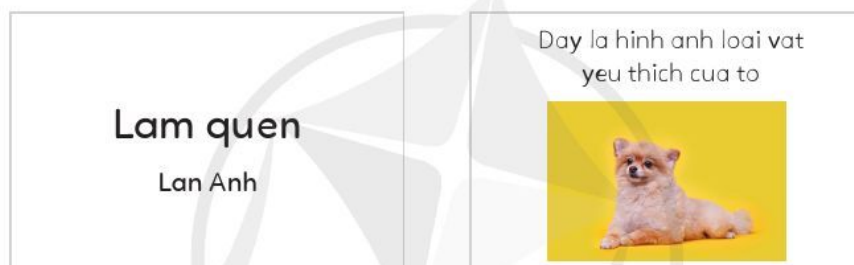 Lam quen
Lan Anh
Day la hinh anh loai vat
yeu thich cua to